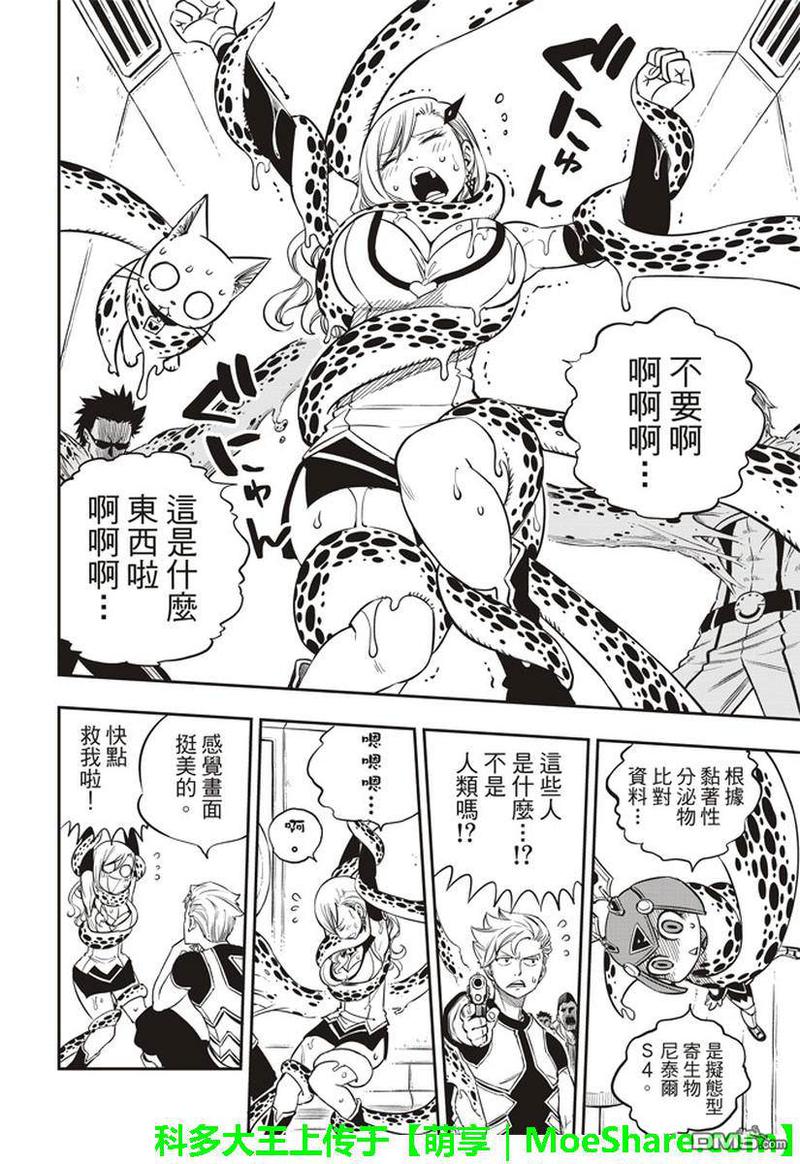 ぐにゅん
不要啊
啊啊啊…
ぐにゅん
這是什麼
東西啦
啊啊啊…
根據
黏著性
分泌物
比對
資料…
是擬態型
寄生物
尼泰爾
S4。
這些人
是什麼…!?
不是
人類嗎!?
嗯嗯嗯…
啊。
感覺畫面
挺美的。
快點
救我啦！
科多大王上传于【萌享｜MoeShare